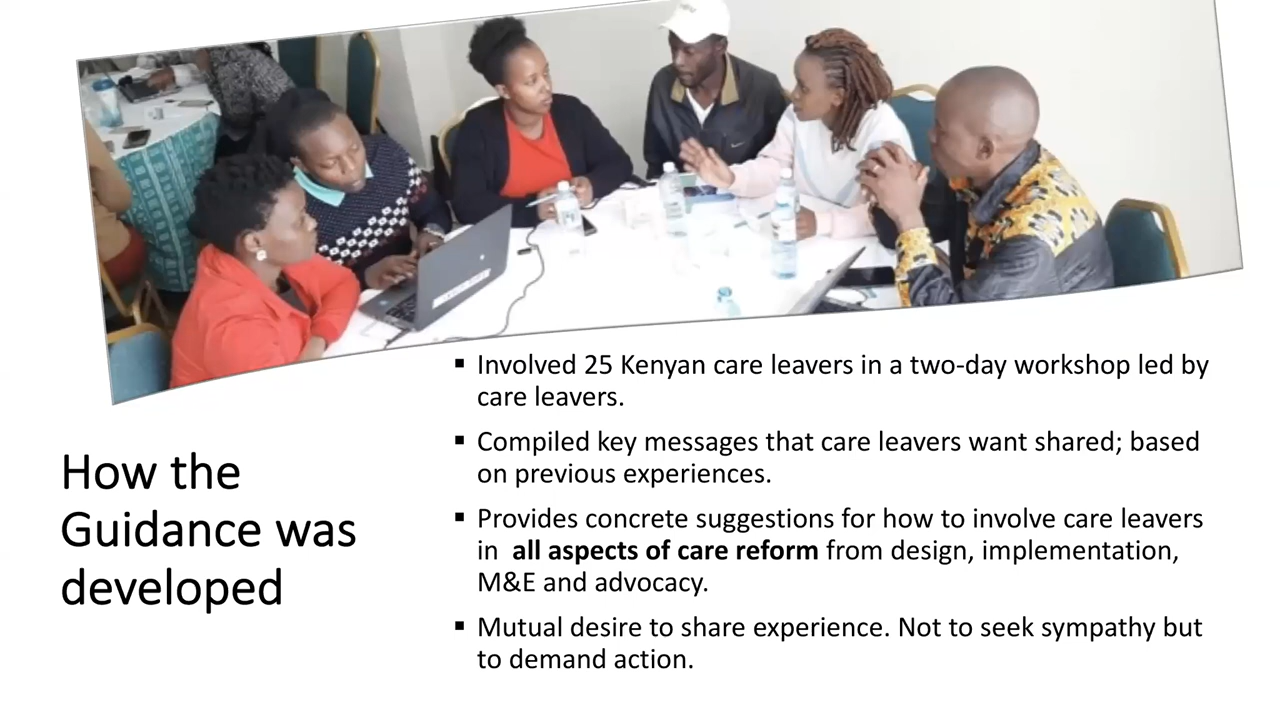 How the
Guidance was
developed
▪ Involved 25 Kenyan care leavers in a two-day workshop led by
care leavers.
▪ Compiled key messages that care leavers want shared; based
on previous experiences.
▪ Provides concrete suggestions for how to involve care leavers
in all aspects of care reform from design, implementation,
M&E and advocacy.
▪ Mutual desire to share experience. Not to seek sympathy but
to demand action.